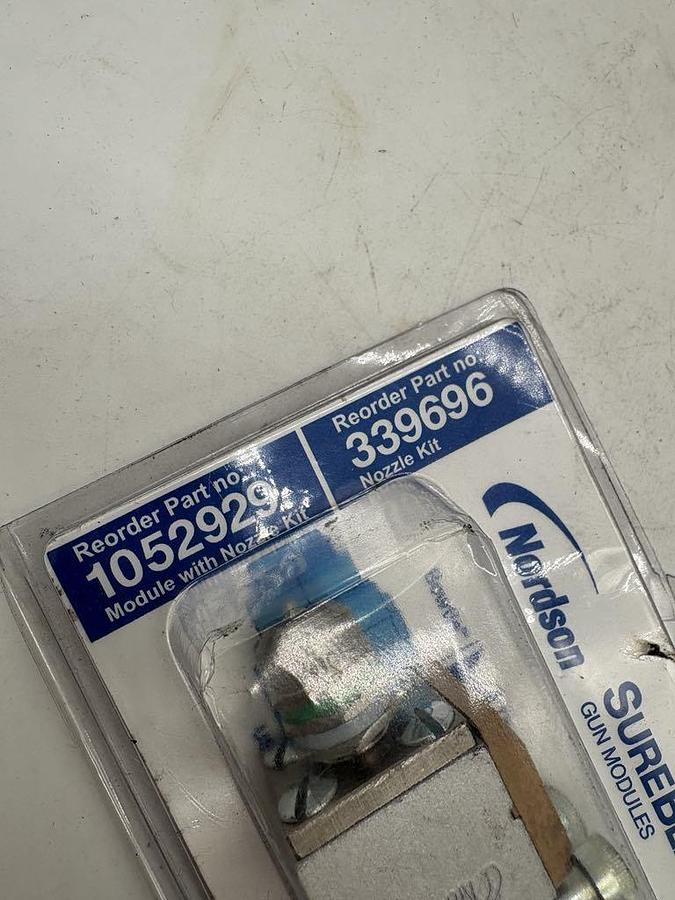 Reorder Part no.
1052929
Module with Nozzle Kit
Reorder Part no.
339696
Nozzle Kit
Nordson
GUN MODULES